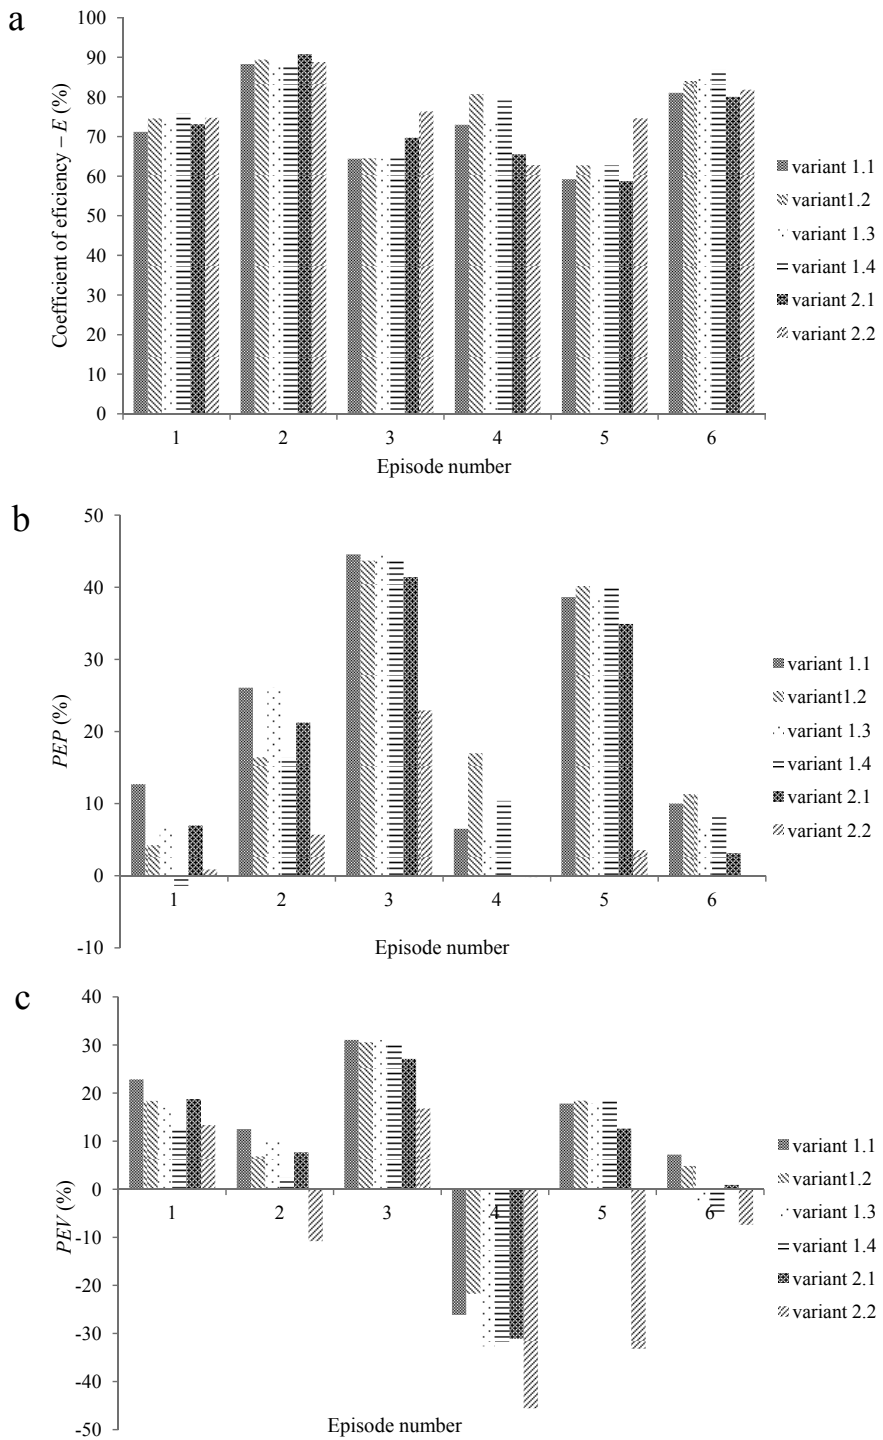 a
100
90
80
70
60
50
40
30
20
10
0
Coefficient of eficiency – E (%)
1 2 3 4 5 6
Episode number
variant 1.1
variant1.2
variant 1.3
variant 1.4
variant 2.1
variant 2.2
b
50
40
30
20
10
0
-10
PEP (%)
1 2 3 4 5 6
Episode number
variant 1.1
variant1.2
variant 1.3
variant 1.4
variant 2.1
variant 2.2
c
40
30
20
10
0
-10
-20
-30
-40
-50
PEV (%)
1 2 3 4 5 6
Episode number
variant 1.1
variant1.2
variant 1.3
variant 1.4
variant 2.1
variant 2.2